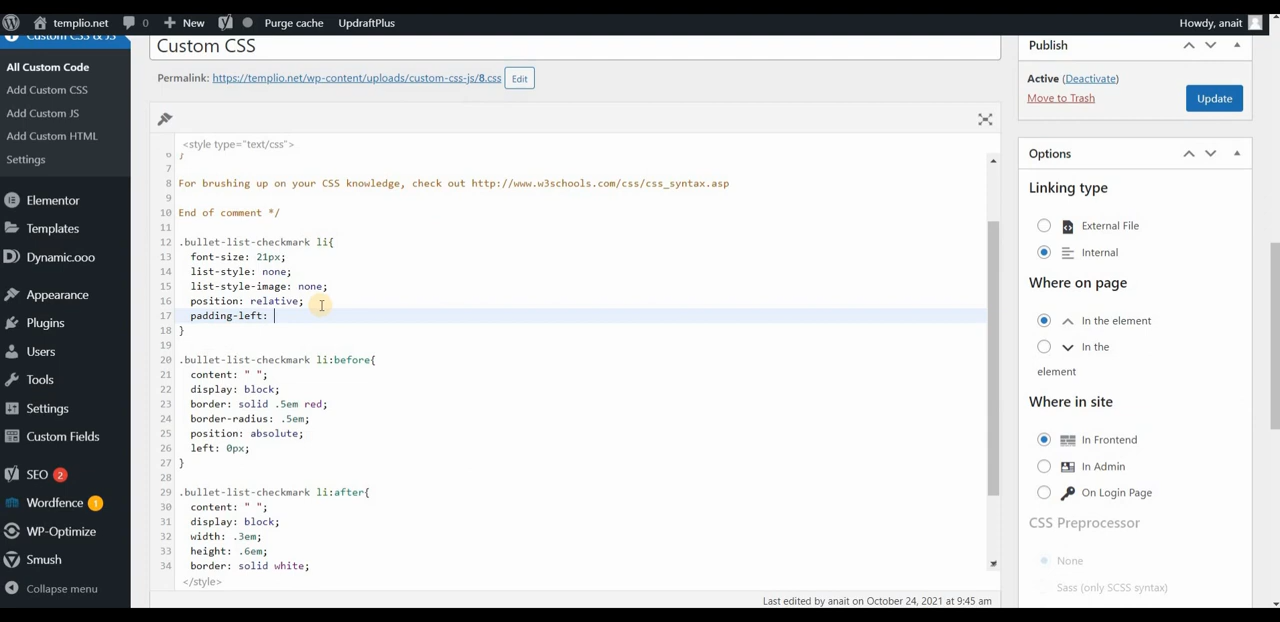 templio.net
0
New
Purge cache
UpdraftPlus
Howdy, anait
Custom CSS & JS
All Custom Code
Add Custom CSS
Add Custom JS
Add Custom HTML
Settings
Elementor
Templates
Dynamic.ooo
Appearance
Plugins
Users
Tools
Settings
Custom Fields
SEO 2
Wordfence 1
WP-Optimize
Smush
Collapse menu
Custom CSS
Permalink: https://templio.net/wp-content/uploads/custom-css-js/8.css Edit
<style type="text/css">
6 }
7
8 For brushing up on your CSS knowledge, check out http://www.w3schools.com/css/css_syntax.asp
9
10 End of comment */
11
12 .bullet-list-checkmark li{
13 font-size: 21px;
14 list-style: none;
15 list-style-image: none;
16 position: relative;
17 padding-left:
18 }
19
20 .bullet-list-checkmark li:before{
21 content: " ";
22 display: block;
23 border: solid .5em red;
24 border-radius: .5em;
25 position: absolute;
26 left: 0px;
27 }
28
29 .bullet-list-checkmark li:after{
30 content: " ";
31 display: block;
32 width: .3em;
33 height: .6em;
34 border: solid white;
</style>
Last edited by anait on October 24, 2021 at 9:45 am
Publish
Active (Deactivate)
Move to Trash
Update
Options
Linking type
External File
Internal
Where on page
In the element
In the
element
Where in site
In Frontend
In Admin
On Login Page
CSS Preprocessor
None
Sass (only SCSS syntax)